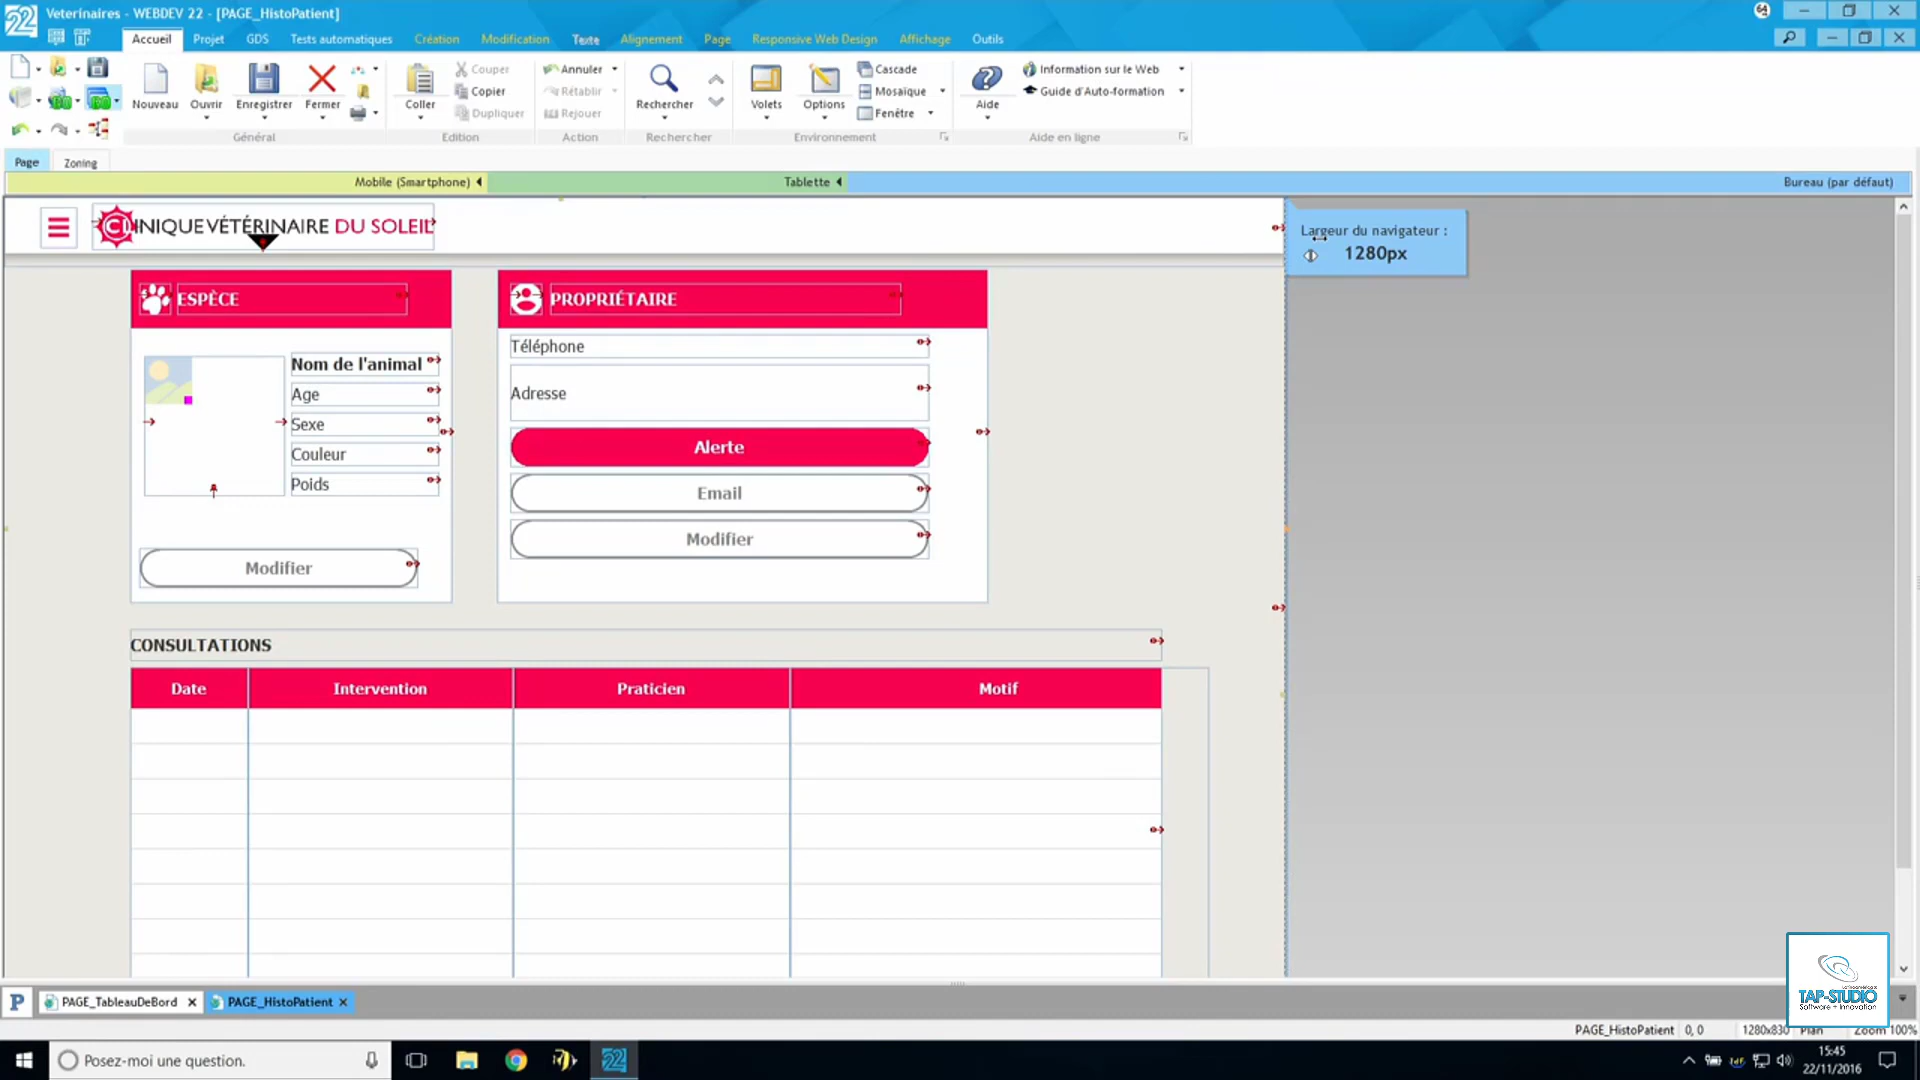 22 Veterinaires - WEBDEV 22 - [PAGE_HistoPatient] 64
Accueil Projet GDS Tests automatiques Création Modification Texte Alignement Page Responsive Web Design Affichage Outils
Nouveau Ouvrir Enregistrer Fermer
Général
Coller Couper Copier Dupliquer
Edition
Annuler Rétablir Rejouer
Action
Rechercher
Rechercher
Volets Options Cascade Mosaïque Fenêtre
Environnement
Aide Information sur le Web
Guide d'Auto-formation
Aide en ligne
Page Zoning
Mobile (Smartphone) Tablette Bureau (par défaut)
CLINIQUE VÉTÉRINAIRE DU SOLEIL
Largeur du navigateur :
1280px
ESPÈCE
Nom de l'animal
Age
Sexe
Couleur
Poids
Modifier
PROPRIÉTAIRE
Téléphone
Adresse
Alerte
Email
Modifier
CONSULTATIONS
Date Intervention Praticien Motif
P PAGE_TableauDeBord PAGE_HistoPatient
TAP-STUDIO
Software + Innovation
PAGE_HistoPatient 0, 0 1280x830 Plan Zoom 100%
Posez-moi une question.
22
15:45
22/11/2016